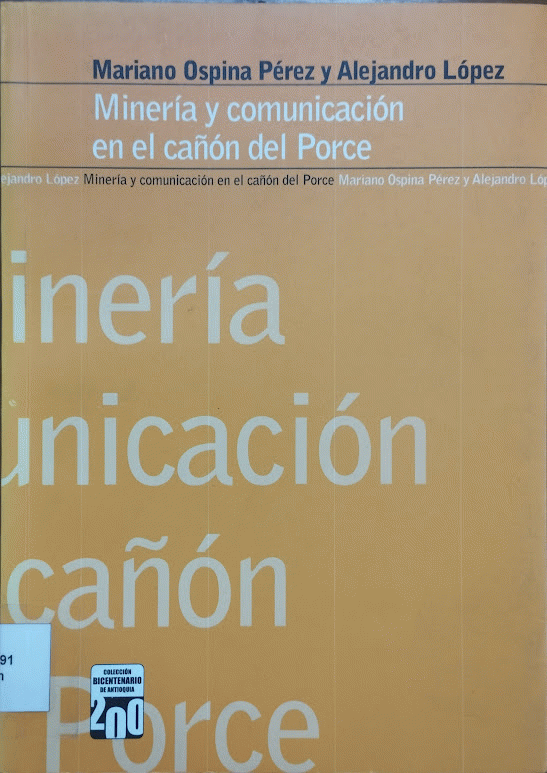 Mariano Ospina Pérez y Alejandro López
Minería y comunicación
en el cañón del Porce
ejandro López Minería y comunicación en el cañón del Porce Mariano Ospina Pérez y Alejandro Lóp
inería
unicación
cañón
Porce
91
n
COLECCIÓN
BICENTENARIO
DE ANTIOQUIA
200